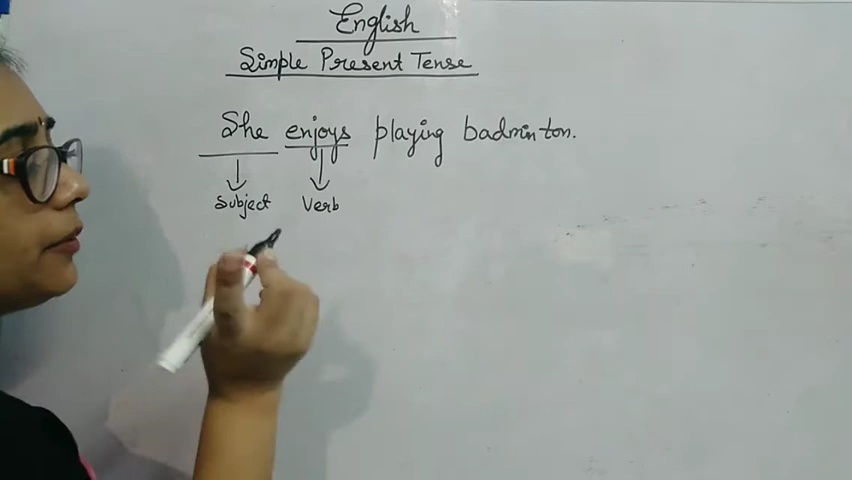 English
Simple Present Tense
She enjoys playing badminton.
Subject Verb